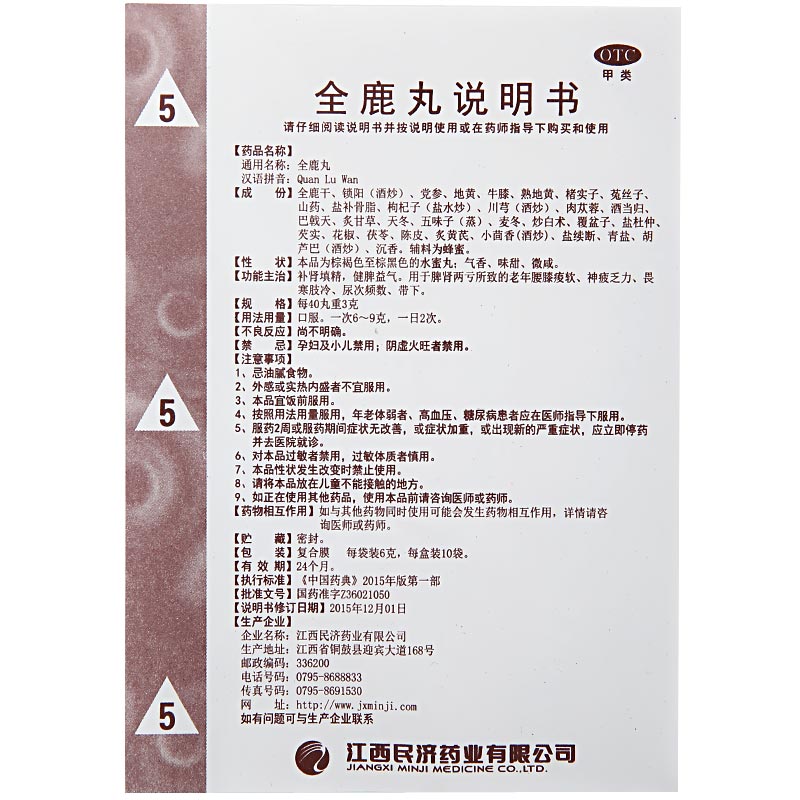 OTC
甲类
全鹿丸说明书
请仔细阅读说明书并按说明使用或在药师指导下购买和使用
【药品名称】
通用名称：全鹿丸
汉语拼音：Quan Lu Wan
【成　份】全鹿干、锁阳（酒炒）、党参、地黄、牛膝、熟地黄、楮实子、菟丝子、
山药、盐补骨脂、枸杞子（盐水炒）、川芎（酒炒）、肉苁蓉、酒当归、
巴戟天、炙甘草、天冬、五味子（蒸）、麦冬、炒白术、覆盆子、盐杜仲、
芡实、花椒、茯苓、陈皮、炙黄芪、小茴香（酒炒）、盐续断、青盐、胡
芦巴（酒炒）、沉香。辅料为蜂蜜。
【性　状】本品为棕褐色至棕黑色的水蜜丸；气香、味甜、微咸。
【功能主治】补肾填精，健脾益气。用于脾肾两亏所致的老年腰膝痠软、神疲乏力、畏
寒肢冷、尿次频数、带下。
【规　格】每40丸重3克
【用法用量】口服。一次6～9克，一日2次。
【不良反应】尚不明确。
【禁　忌】孕妇及小儿禁用；阴虚火旺者禁用。
【注意事项】
1、忌油腻食物。
2、外感或实热内盛者不宜服用。
3、本品宜饭前服用。
4、按照用法用量服用，年老体弱者、高血压、糖尿病患者应在医师指导下服用。
5、服药2周或服药期间症状无改善，或症状加重，或出现新的严重症状，应立即停药
并去医院就诊。
6、对本品过敏者禁用，过敏体质者慎用。
7、本品性状发生改变时禁止使用。
8、请将本品放在儿童不能接触的地方。
9、如正在使用其他药品，使用本品前请咨询医师或药师。
【药物相互作用】如与其他药物同时使用可能会发生药物相互作用，详情请咨
询医师或药师。
【贮　藏】密封。
【包　装】复合膜　每袋装6克，每盒装10袋。
【有 效 期】24个月。
【执行标准】《中国药典》2015年版第一部
【批准文号】国药准字Z36021050
【说明书修订日期】2015年12月01日
【生产企业】
企业名称：江西民济药业有限公司
生产地址：江西省铜鼓县迎宾大道168号
邮政编码：336200
电话号码：0795-8688833
传真号码：0795-8691530
网　址：http://www.jxminji.com
如有问题可与生产企业联系
江西民济药业有限公司
JIANGXI MINJI MEDICINE CO.,LTD.
5
5
5